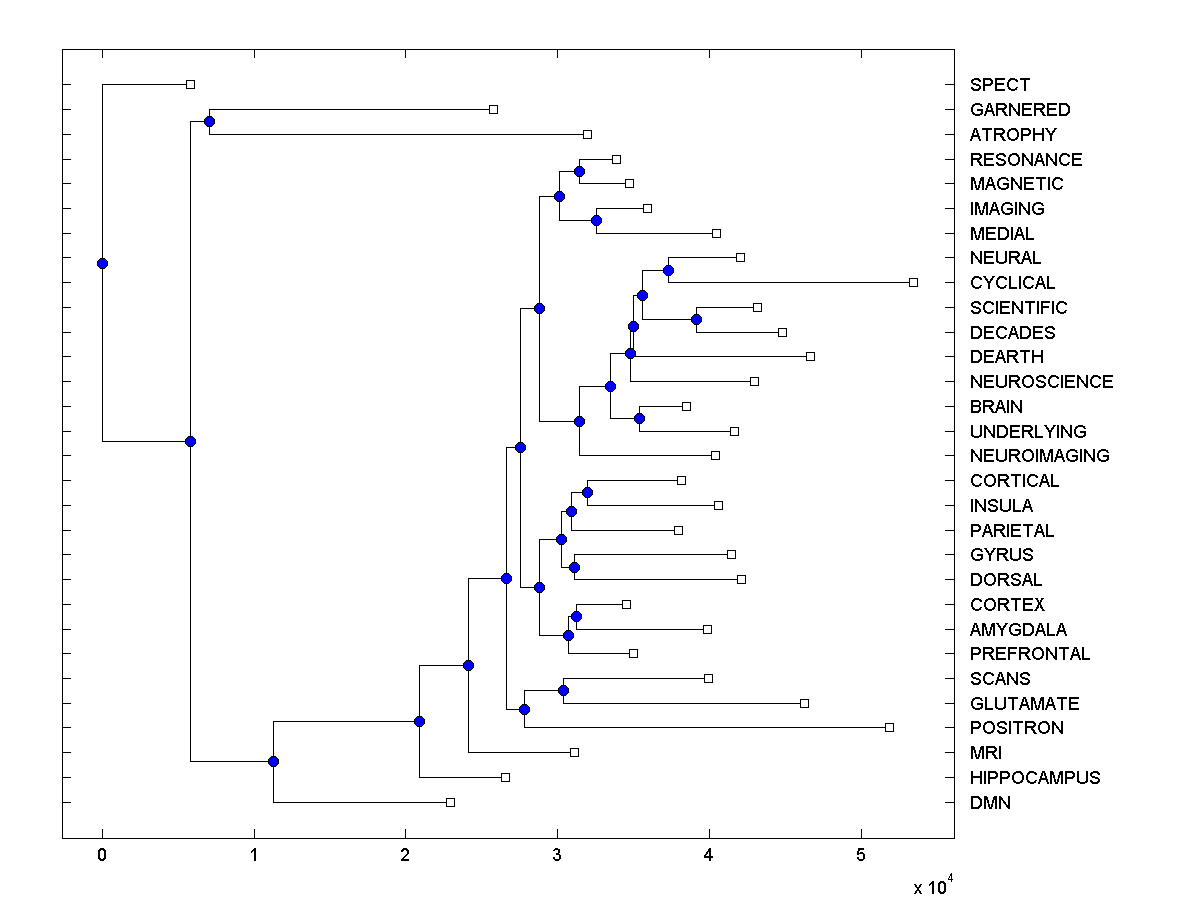 SPECT
GARNERED
ATROPHY
RESONANCE
MAGNETIC
IMAGING
MEDIAL
NEURAL
CYCLICAL
SCIENTIFIC
DECADES
DEARTH
NEUROSCIENCE
BRAIN
UNDERLYING
NEUROIMAGING
CORTICAL
INSULA
PARIETAL
GYRUS
DORSAL
CORTEX
AMYGDALA
PREFRONTAL
SCANS
GLUTAMATE
POSITRON
MRI
HIPPOCAMPUS
DMN
0 1 2 3 4 5
x 10^4